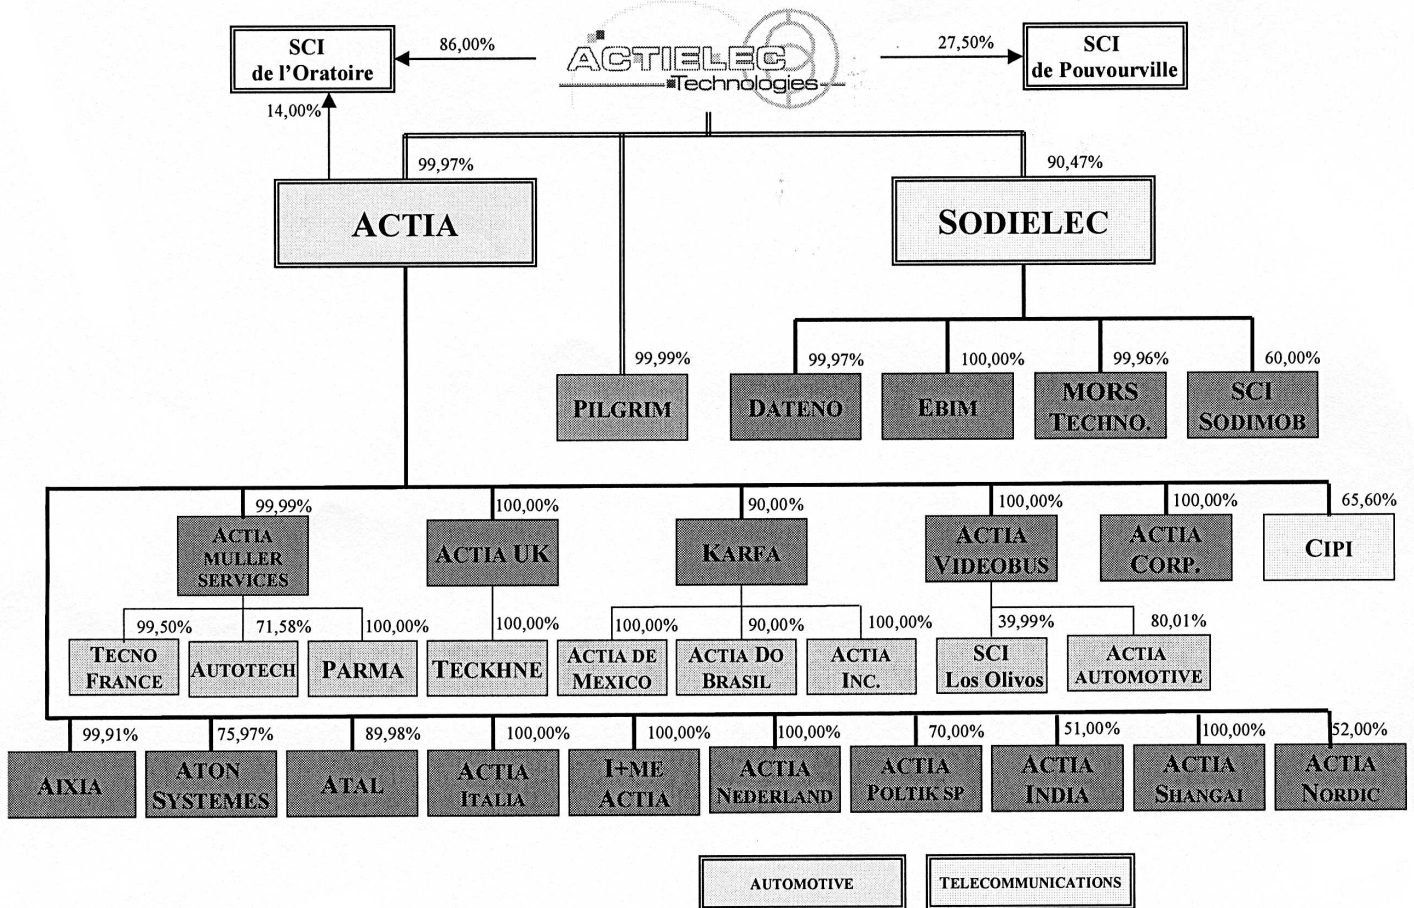 SCI
de l'Oratoire
86,00%
ACTIELEC
Technologies
27,50%
SCI
de Pouvourville
14,00%
99,97%
90,47%
ACTIA
SODIELEC
99,99%
99,97%
100,00%
99,96%
60,00%
PILGRIM
DATENO
EBIM
MORS
TECHNO.
SCI
SODIMOB
99,99%
100,00%
90,00%
100,00%
100,00%
65,60%
ACTIA
MULLER
SERVICES
ACTIA UK
KARFA
ACTIA
VIDEOBUS
ACTIA
CORP.
CIPI
99,50%
71,58%
100,00%
100,00%
100,00%
90,00%
100,00%
39,99%
80,01%
TECNO
FRANCE
AUTOTECH
PARMA
TECKHNE
ACTIA DE
MEXICO
ACTIA DO
BRASIL
ACTIA
INC.
SCI
LOS OLIVOS
ACTIA
AUTOMOTIVE
99,91%
75,97%
89,98%
100,00%
100,00%
100,00%
70,00%
51,00%
100,00%
52,00%
AIXIA
ATON
SYSTEMES
ATAL
ACTIA
ITALIA
I+ME
ACTIA
ACTIA
NEDERLAND
ACTIA
POLTIK SP
ACTIA
INDIA
ACTIA
SHANGAI
ACTIA
NORDIC
AUTOMOTIVE
TELECOMMUNICATIONS